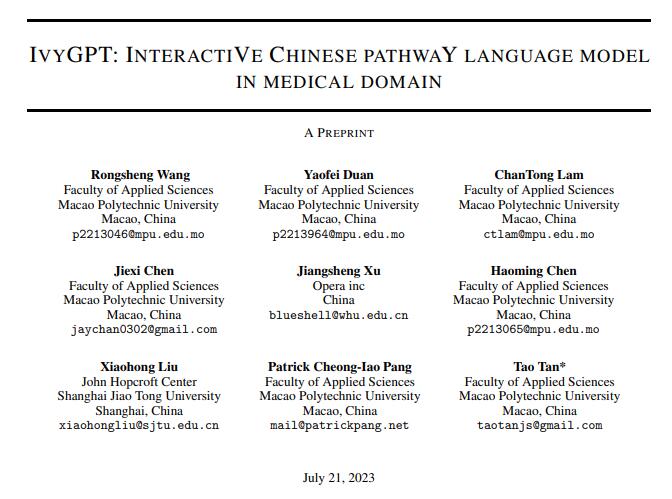 IVYGPT: INTERACTIVE CHINESE PATHWAY LANGUAGE MODEL
IN MEDICAL DOMAIN
A PREPRINT
Rongsheng Wang
Faculty of Applied Sciences
Macao Polytechnic University
Macao, China
p2213046@mpu.edu.mo
Yaofei Duan
Faculty of Applied Sciences
Macao Polytechnic University
Macao, China
p2213964@mpu.edu.mo
ChanTong Lam
Faculty of Applied Sciences
Macao Polytechnic University
Macao, China
ctlam@mpu.edu.mo
Jiexi Chen
Faculty of Applied Sciences
Macao Polytechnic University
Macao, China
jaychan0302@gmail.com
Jiangsheng Xu
Opera inc
China
blueshell@whu.edu.cn
Haoming Chen
Faculty of Applied Sciences
Macao Polytechnic University
Macao, China
p2213065@mpu.edu.mo
Xiaohong Liu
John Hopcroft Center
Shanghai Jiao Tong University
Shanghai, China
xiaohongliu@sjtu.edu.cn
Patrick Cheong-Iao Pang
Faculty of Applied Sciences
Macao Polytechnic University
Macao, China
mail@patrickpang.net
Tao Tan*
Faculty of Applied Sciences
Macao Polytechnic University
Macao, China
taotanjs@gmail.com
July 21, 2023